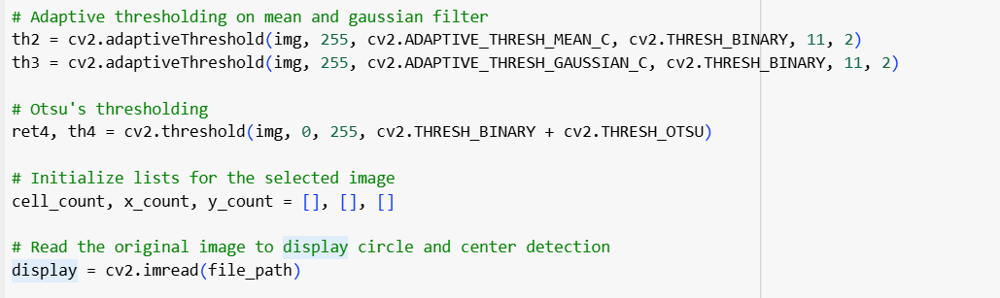 # Adaptive thresholding on mean and gaussian filter
th2 = cv2.adaptiveThreshold(img, 255, cv2.ADAPTIVE_THRESH_MEAN_C, cv2.THRESH_BINARY, 11, 2)
th3 = cv2.adaptiveThreshold(img, 255, cv2.ADAPTIVE_THRESH_GAUSSIAN_C, cv2.THRESH_BINARY, 11, 2)
# Otsu's thresholding
ret4, th4 = cv2.threshold(img, 0, 255, cv2.THRESH_BINARY + cv2.THRESH_OTSU)
# Initialize lists for the selected image
cell_count, x_count, y_count = [], [], []
# Read the original image to display circle and center detection
display = cv2.imread(file_path)